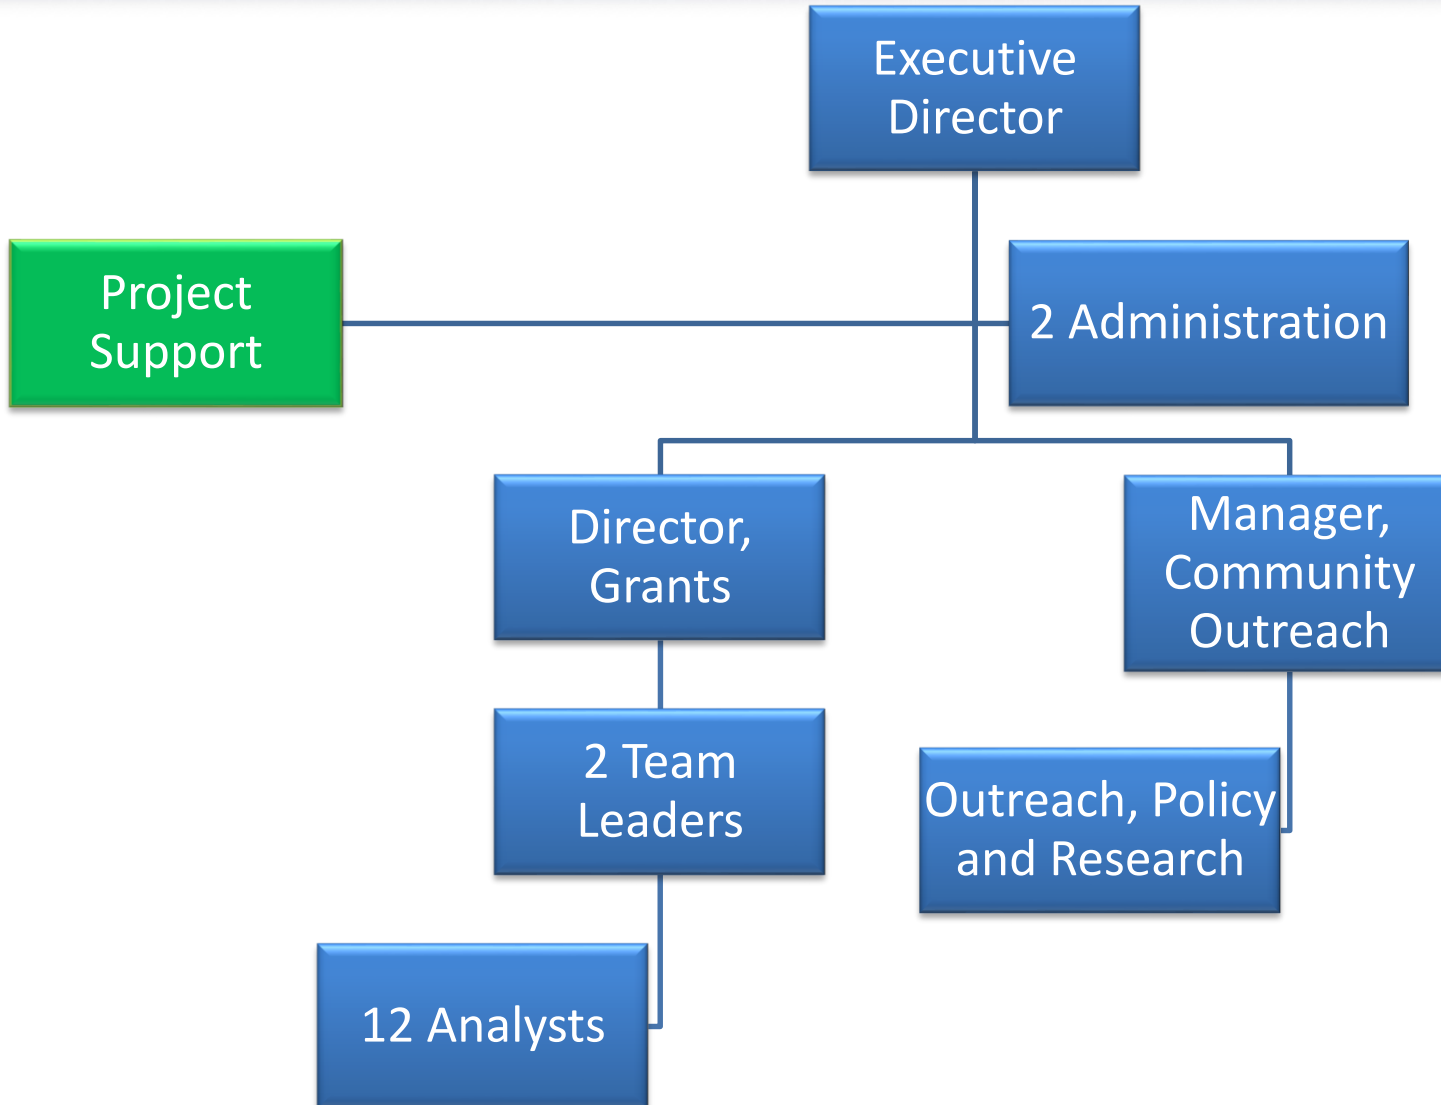 Executive
Director
Project
Support
2 Administration
Director,
Grants
Manager,
Community
Outreach
2 Team
Leaders
Outreach, Policy
and Research
12 Analysts